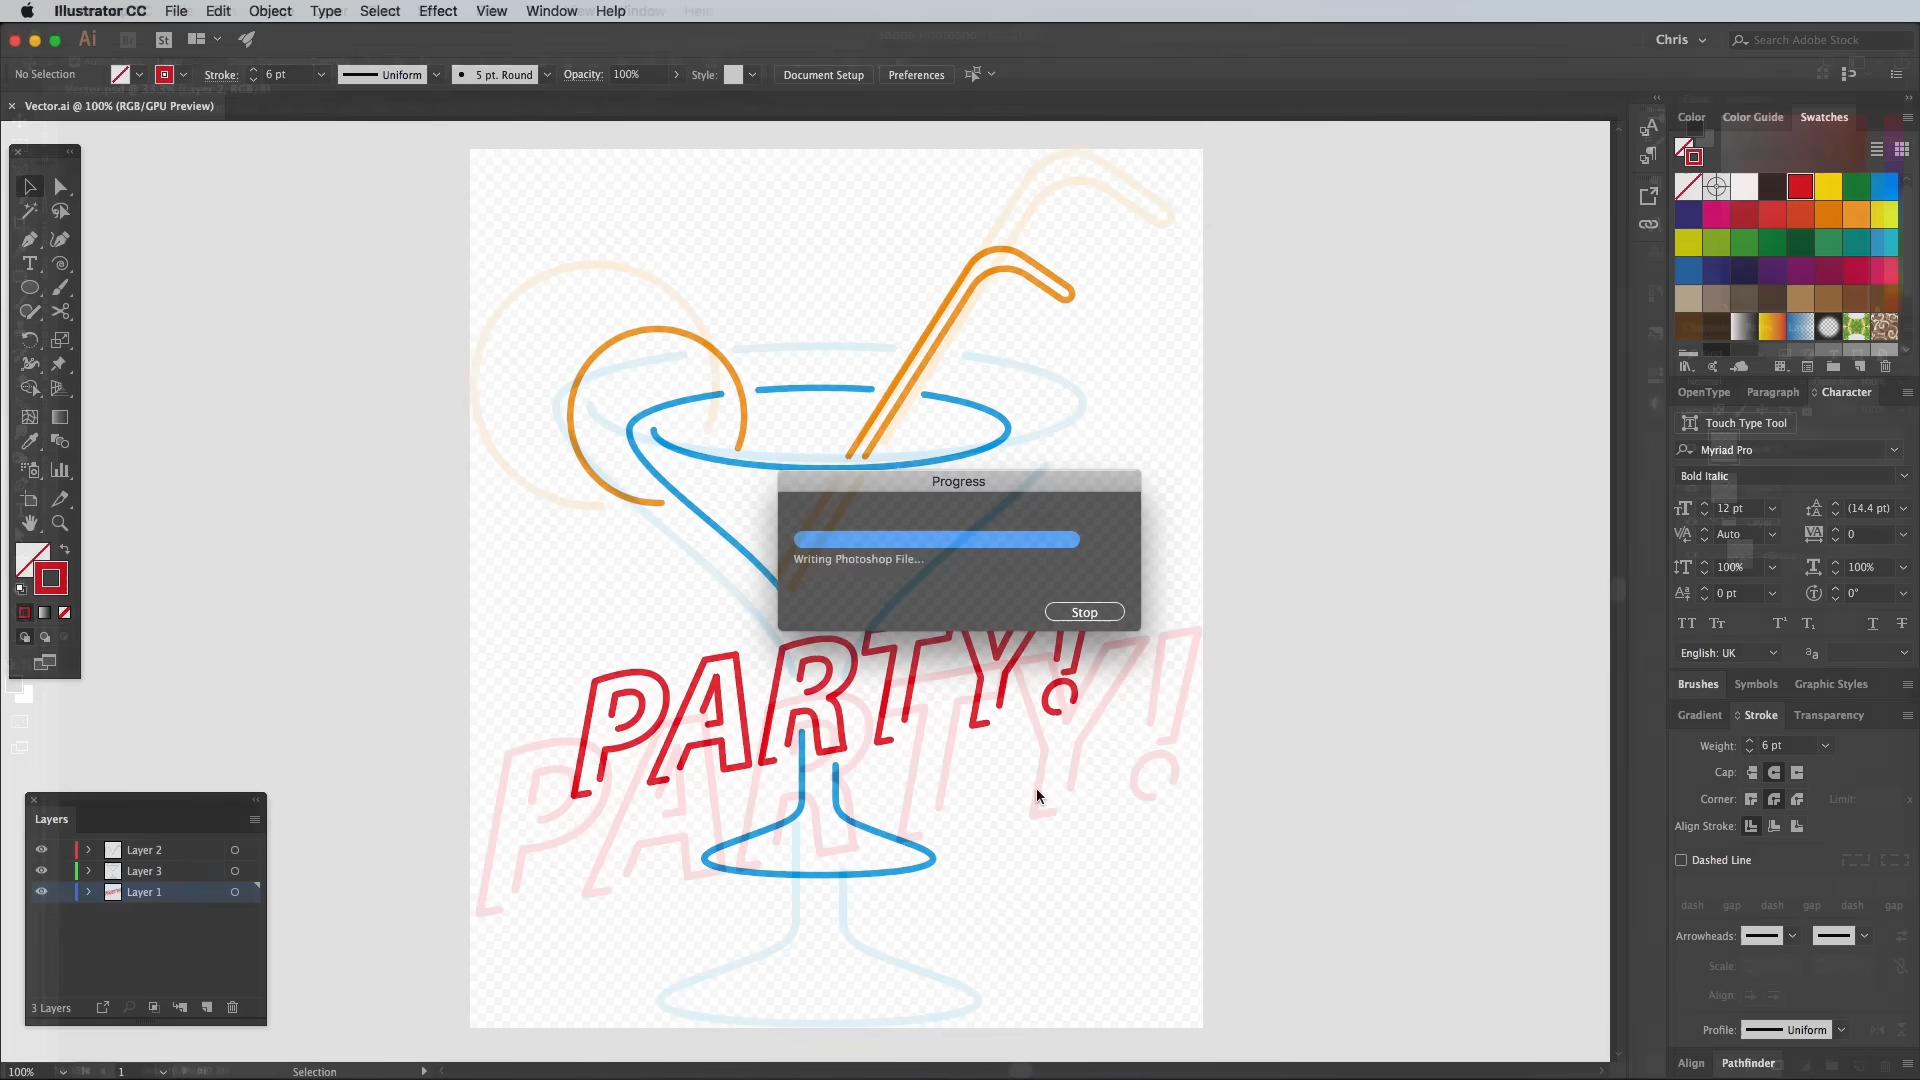 Illustrator CC File Edit Object Type Select Effect View Window Help
Ai Br St Chris Search Adobe Stock
No Selection Stroke: 6 pt Uniform 5 pt. Round Opacity: 100% Style: Document Setup Preferences
Vector.ai @ 100% (RGB/GPU Preview)
Color Color Guide Swatches
OpenType Paragraph Character
Touch Type Tool
Myriad Pro
Bold Italic
12 pt (14.4 pt)
Auto 0
100% 100%
0 pt 0°
English: UK
Brushes Symbols Graphic Styles
Gradient Stroke Transparency
Weight: 6 pt
Cap:
Corner: Limit: x
Align Stroke:
Dashed Line
dash gap dash gap dash gap
Arrowheads:
Scale:
Align:
Profile: Uniform
Align Pathfinder
Progress
Writing Photoshop File...
Stop
PARTY!
PARTY!
Layers
Layer 2
Layer 3
Layer 1
3 Layers
100% 1 Selection